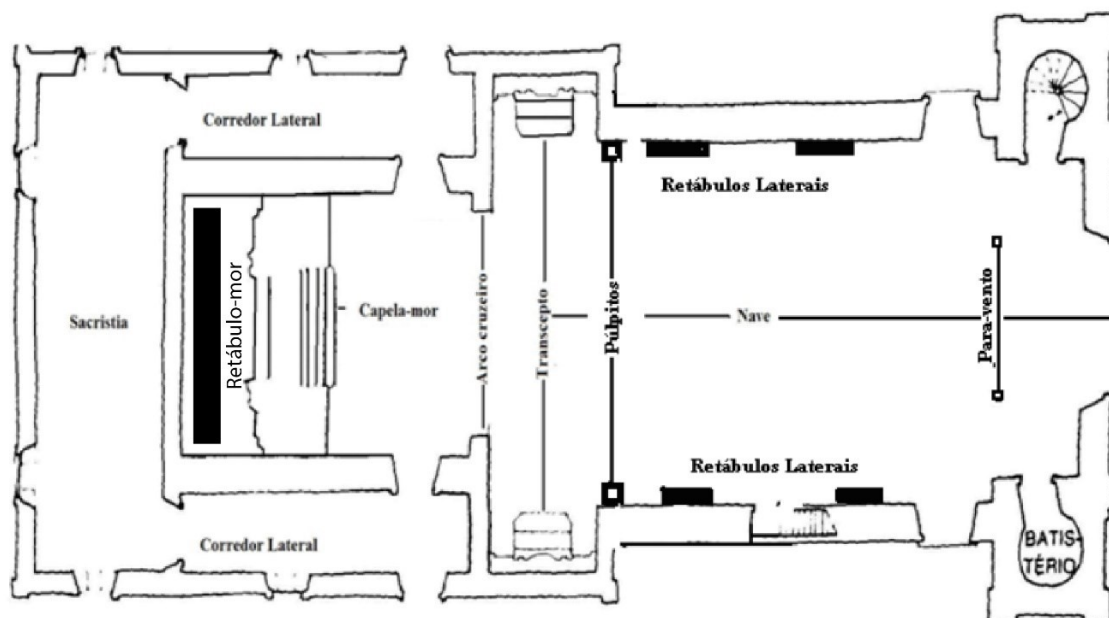 Corredor Lateral
Retábulos Laterais
Sacristia
Retábulo-mor
Capela-mor
Arco cruzeiro
Transcepto
Púlpitos
Nave
Para-vento
Retábulos Laterais
Corredor Lateral
BATIS-
TÉRIO